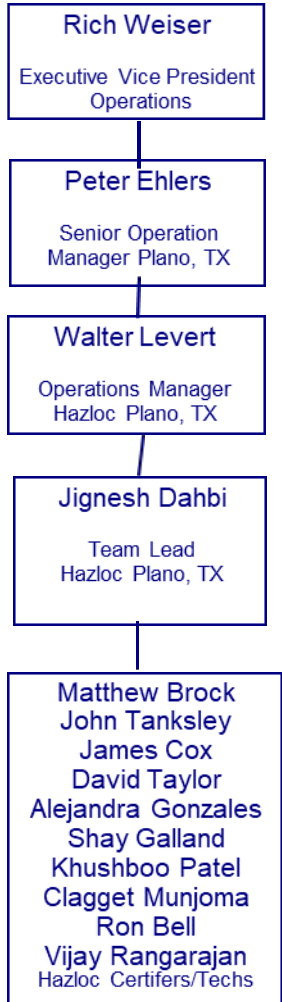 Rich Weiser
Executive Vice President
Operations
Peter Ehlers
Senior Operation
Manager Plano, TX
Walter Levert
Operations Manager
Hazloc Plano, TX
Jignesh Dahbi
Team Lead
Hazloc Plano, TX
Matthew Brock
John Tanksley
James Cox
David Taylor
Alejandra Gonzales
Shay Galland
Khushboo Patel
Clagget Munjoma
Ron Bell
Vijay Rangarajan
Hazloc Certifers/Techs